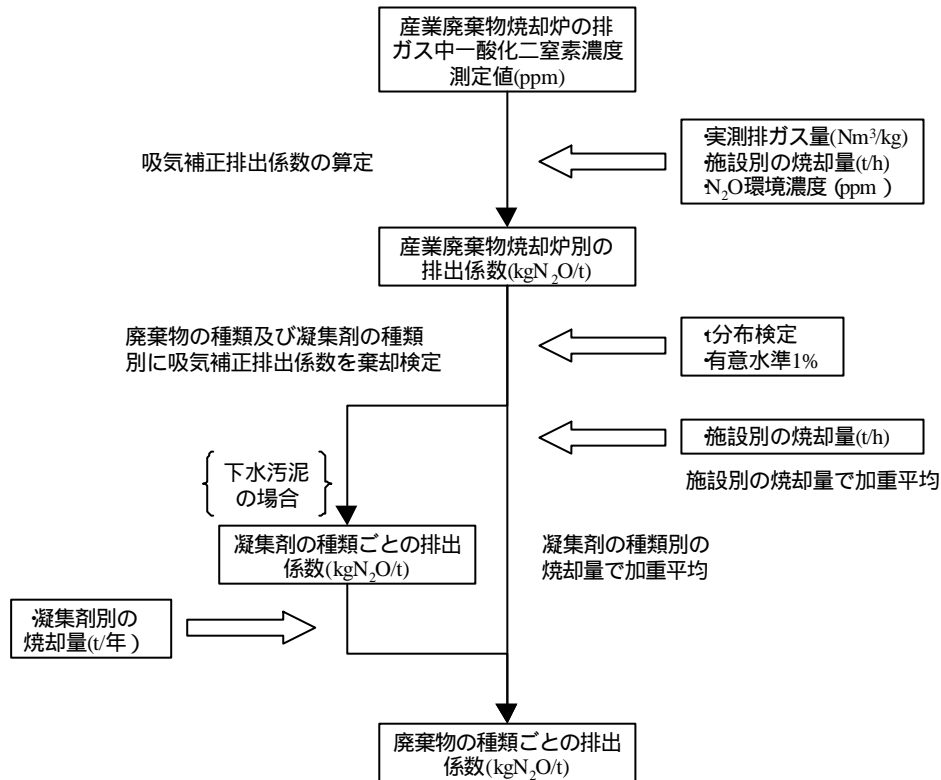 産業廃棄物焼却炉の排
ガス中一酸化二窒素濃度
測定値(ppm)
吸気補正排出係数の算定
・実測排ガス量(Nm³/kg)
・施設別の焼却量(t/h)
・N₂O環境濃度(ppm)
産業廃棄物焼却炉別の
排出係数(kgN₂O/t)
廃棄物の種類及び凝集剤の種類
別に吸気補正排出係数を棄却検定
・t分布検定
・有意水準1%
・施設別の焼却量(t/h)
施設別の焼却量で加重平均
下水汚泥
の場合
凝集剤の種類ごとの排出
係数(kgN₂O/t)
凝集剤の種類別の
焼却量で加重平均
・凝集剤別の
焼却量(t/年)
廃棄物の種類ごとの排出
係数(kgN₂O/t)